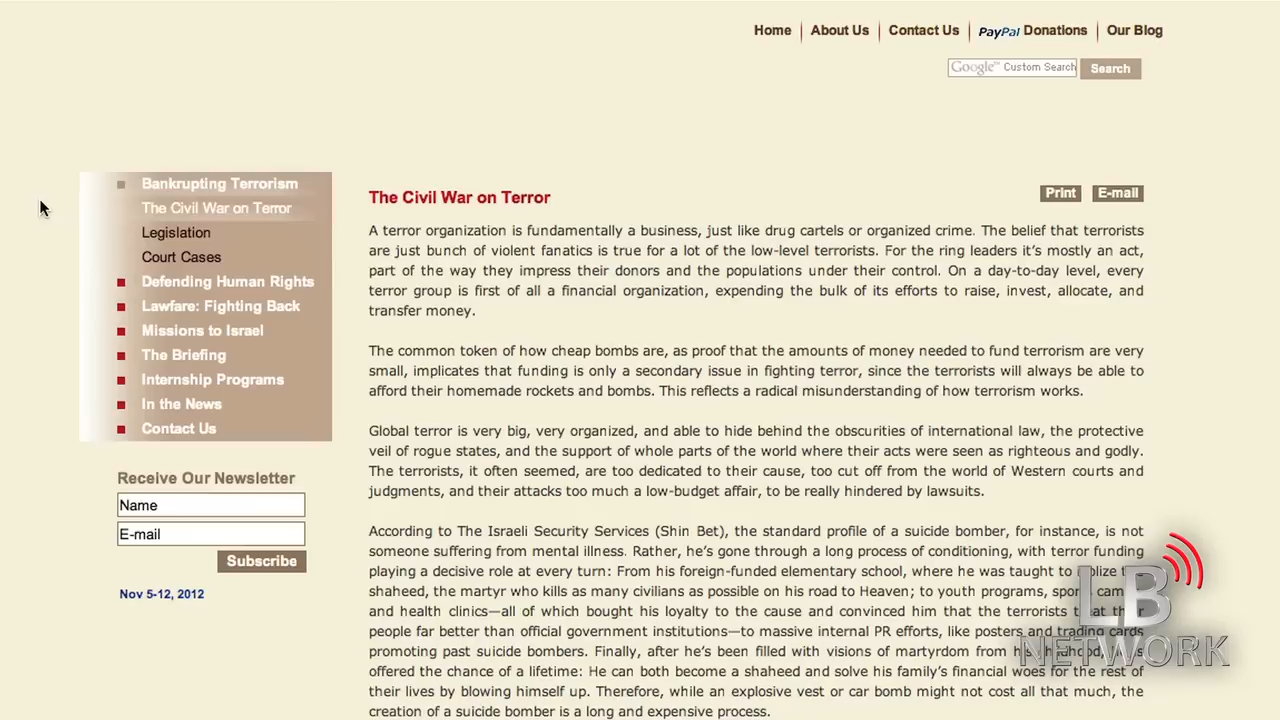 Home
About Us
Contact Us
PayPal Donations
Our Blog
Google™ Custom Search
Search
Bankrupting Terrorism
The Civil War on Terror
Legislation
Court Cases
Defending Human Rights
Lawfare: Fighting Back
Missions to Israel
The Briefing
Internship Programs
In the News
Contact Us
Receive Our Newsletter
Name
E-mail
Subscribe
Nov 5-12, 2012
The Civil War on Terror
Print
E-mail
A terror organization is fundamentally a business, just like drug cartels or organized crime. The belief that terrorists
are just bunch of violent fanatics is true for a lot of the low-level terrorists. For the ring leaders it's mostly an act,
part of the way they impress their donors and the populations under their control. On a day-to-day level, every
terror group is first of all a financial organization, expending the bulk of its efforts to raise, invest, allocate, and
transfer money.
The common token of how cheap bombs are, as proof that the amounts of money needed to fund terrorism are very
small, implicates that funding is only a secondary issue in fighting terror, since the terrorists will always be able to
afford their homemade rockets and bombs. This reflects a radical misunderstanding of how terrorism works.
Global terror is very big, very organized, and able to hide behind the obscurities of international law, the protective
veil of rogue states, and the support of whole parts of the world where their acts were seen as righteous and godly.
The terrorists, it often seemed, are too dedicated to their cause, too cut off from the world of Western courts and
judgments, and their attacks too much a low-budget affair, to be really hindered by lawsuits.
According to The Israeli Security Services (Shin Bet), the standard profile of a suicide bomber, for instance, is not
someone suffering from mental illness. Rather, he's gone through a long process of conditioning, with terror funding
playing a decisive role at every turn: From his foreign-funded elementary school, where he was taught to
shaheed, the martyr who kills as many civilians as possible on his road to Heaven; to youth programs,
and health clinics—all of which bought his loyalty to the cause and convinced him that the terrorists
people far better than official government institutions—to massive internal PR efforts, like posters and trading cards
promoting past suicide bombers. Finally, after he's been filled with visions of martyrdom from
offered the chance of a lifetime: He can both become a shaheed and solve his family's financial woes for the rest of
their lives by blowing himself up. Therefore, while an explosive vest or car bomb might not cost all that much, the
creation of a suicide bomber is a long and expensive process.
LB
NETWORK